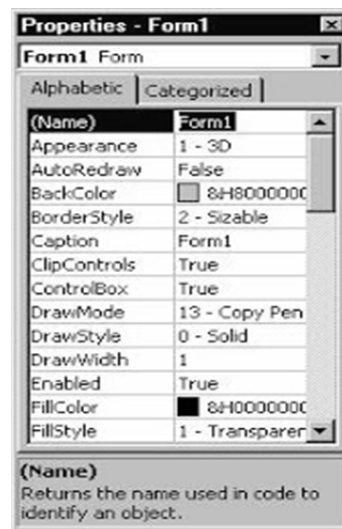 Properties - Form1
Form1 Form
Alphabetic Categorized
(Name) Form1
Appearance 1 - 3D
AutoRedraw False
BackColor &H8000000
BorderStyle 2 - Sizable
Caption Form1
ClipControls True
ControlBox True
DrawMode 13 - Copy Pen
DrawStyle 0 - Solid
DrawWidth 1
Enabled True
FillColor &H0000000
FillStyle 1 - Transparer
(Name)
Returns the name used in code to
identify an object.